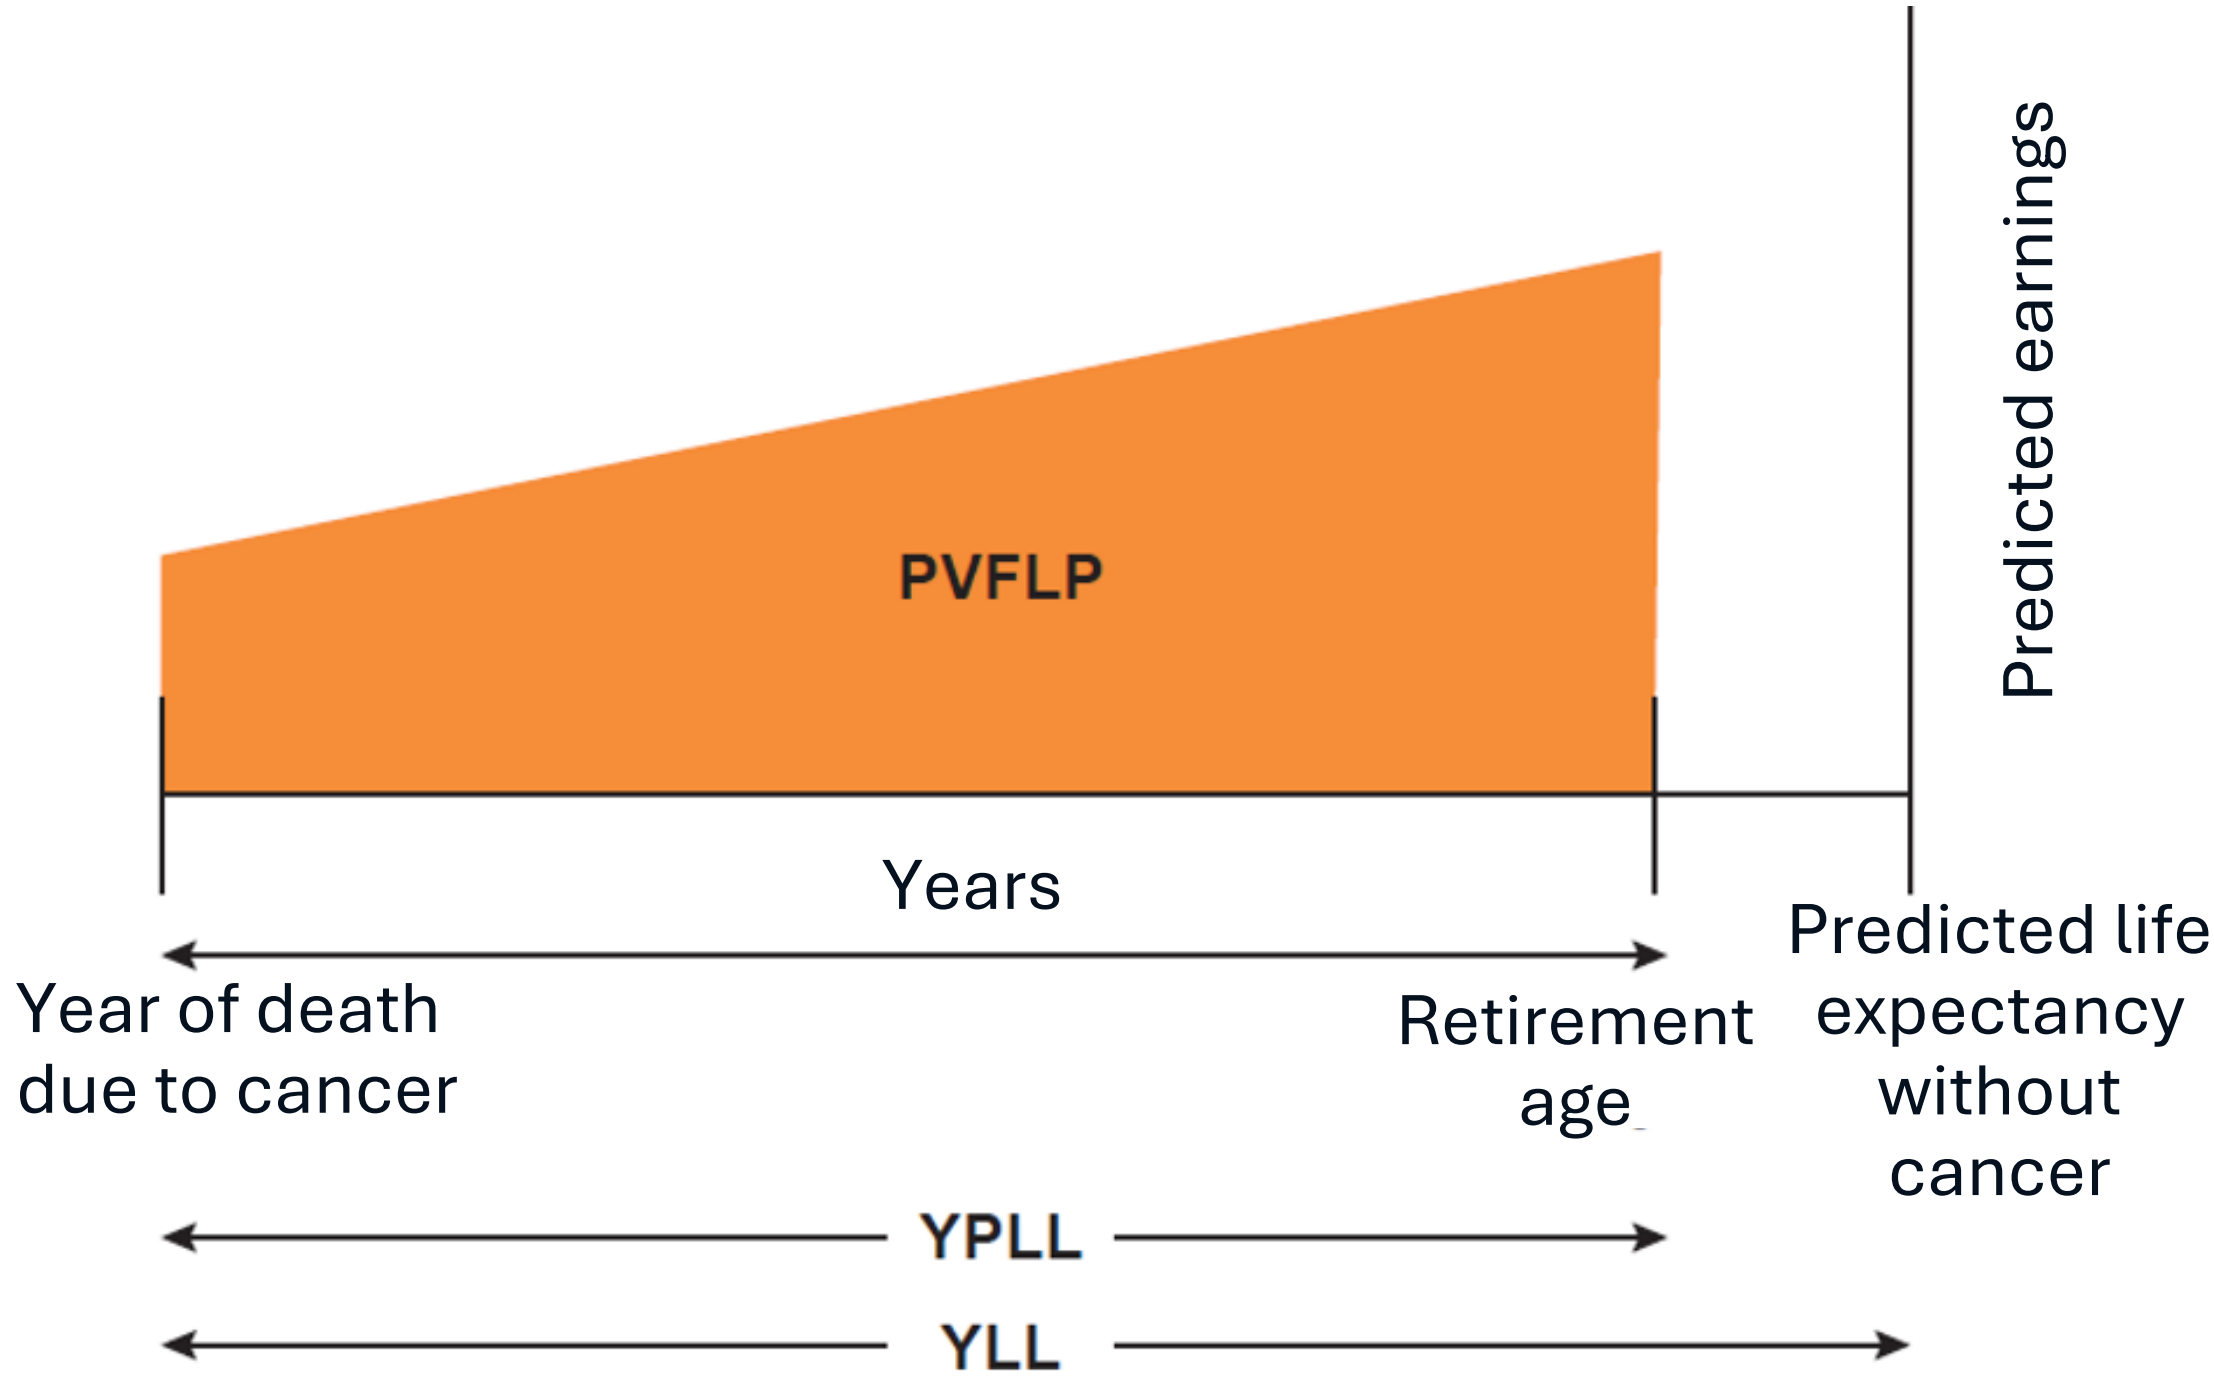 Predicted earnings
PVFLP
Years
Year of death
due to cancer
Retirement
age
Predicted life
expectancy
without
cancer
YPLL
YLL